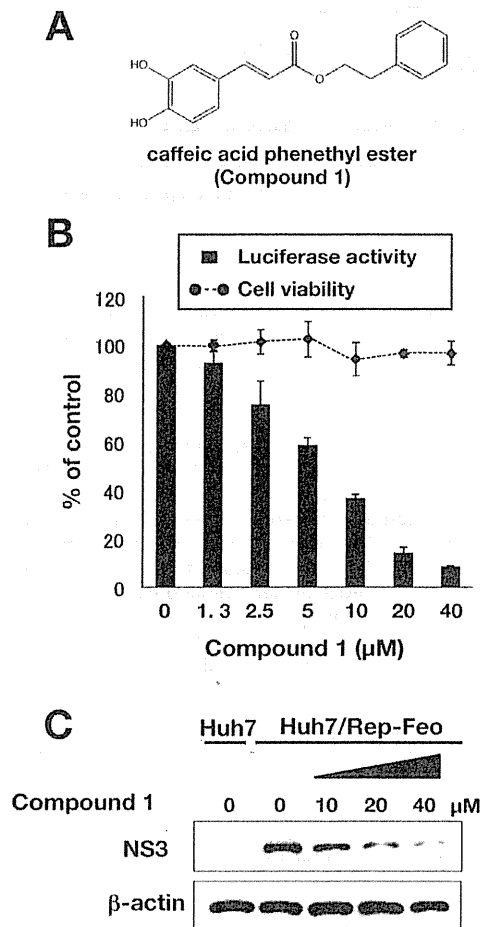 A
HO
HO
O
O
caffeic acid phenethyl ester
(Compound 1)
B
Luciferase activity
Cell viability
% of control
120
100
80
60
40
20
0
0 1.3 2.5 5 10 20 40
Compound 1 (μM)
C
Huh7 Huh7/Rep-Feo
Compound 1 0 0 10 20 40 μM
NS3
β-actin